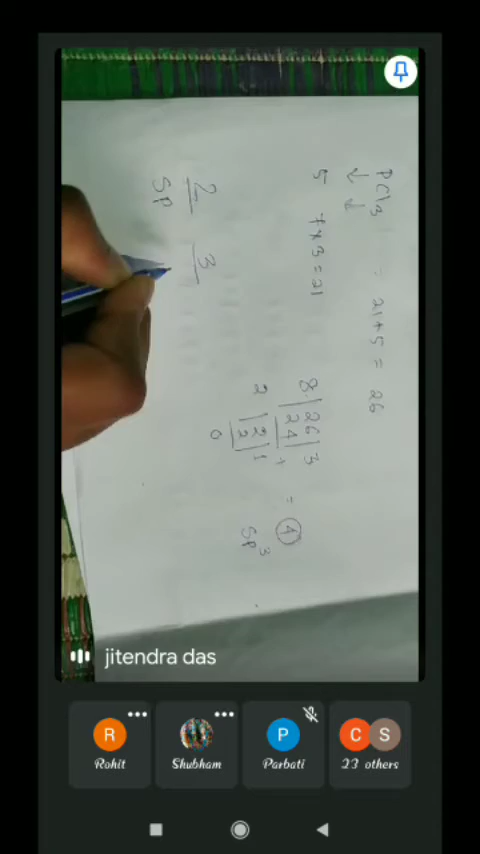 PCl3 = 21+5 = 26
↓ ↓
5 7×3=21
8 | 26 | 3
24
+
2 | 2 | 1
2
0
= 4
SP3
2 3
SP
jitendra das
R
Rohit
Shubham
P
Parbati
C S
23 others